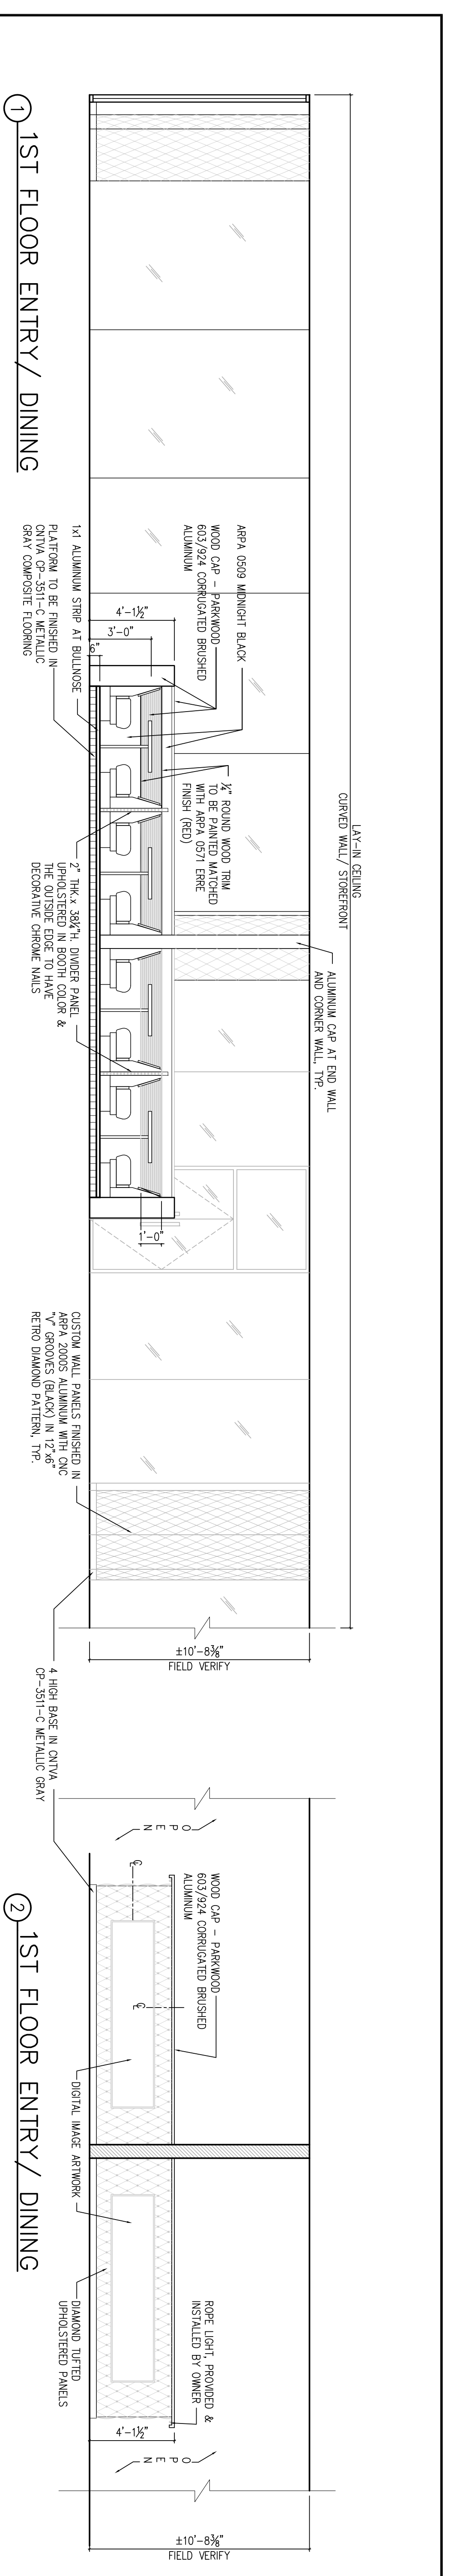 LAY-IN CEILING
CURVED WALL/ STOREFRONT
ALUMINUM CAP AT END WALL
AND CORNER WALL, TYP.
ARPA 0509 MIDNIGHT BLACK
WOOD CAP - PARKWOOD
603/924 CORRUGATED BRUSHED
ALUMINUM
¼" ROUND WOOD TRIM
TO BE PAINTED MATCHED
WITH ARPA 0571 ERRE
FINISH (RED)
4'-1½"
3'-0"
6"
1'-0"
±10'-8⅜"
FIELD VERIFY
1x1 ALUMINUM STRIP AT BULLNOSE
PLATFORM TO BE FINISHED IN
CNTVA CP-3511-C METALLIC
GRAY COMPOSITE FLOORING
2" THK.x 38¼"H. DIVIDER PANEL
UPHOLSTERED IN BOOTH COLOR &
THE OUTSIDE EDGE TO HAVE
DECORATIVE CHROME NAILS
CUSTOM WALL PANELS FINISHED IN
ARPA 2000S ALUMINUM WITH CNC
"V" GROOVES (BLACK) IN 12"x6"
RETRO DIAMOND PATTERN, TYP.
4 HIGH BASE IN CNTVA
CP-3511-C METALLIC GRAY
1 1ST FLOOR ENTRY/ DINING
OPEN
WOOD CAP - PARKWOOD
603/924 CORRUGATED BRUSHED
ALUMINUM
ROPE LIGHT, PROVIDED &
INSTALLED BY OWNER
CL
CL
OPEN
4'-1½"
±10'-8⅜"
FIELD VERIFY
DIGITAL IMAGE ARTWORK
DIAMOND TUFTED
UPHOLSTERED PANELS
2 1ST FLOOR ENTRY/ DINING